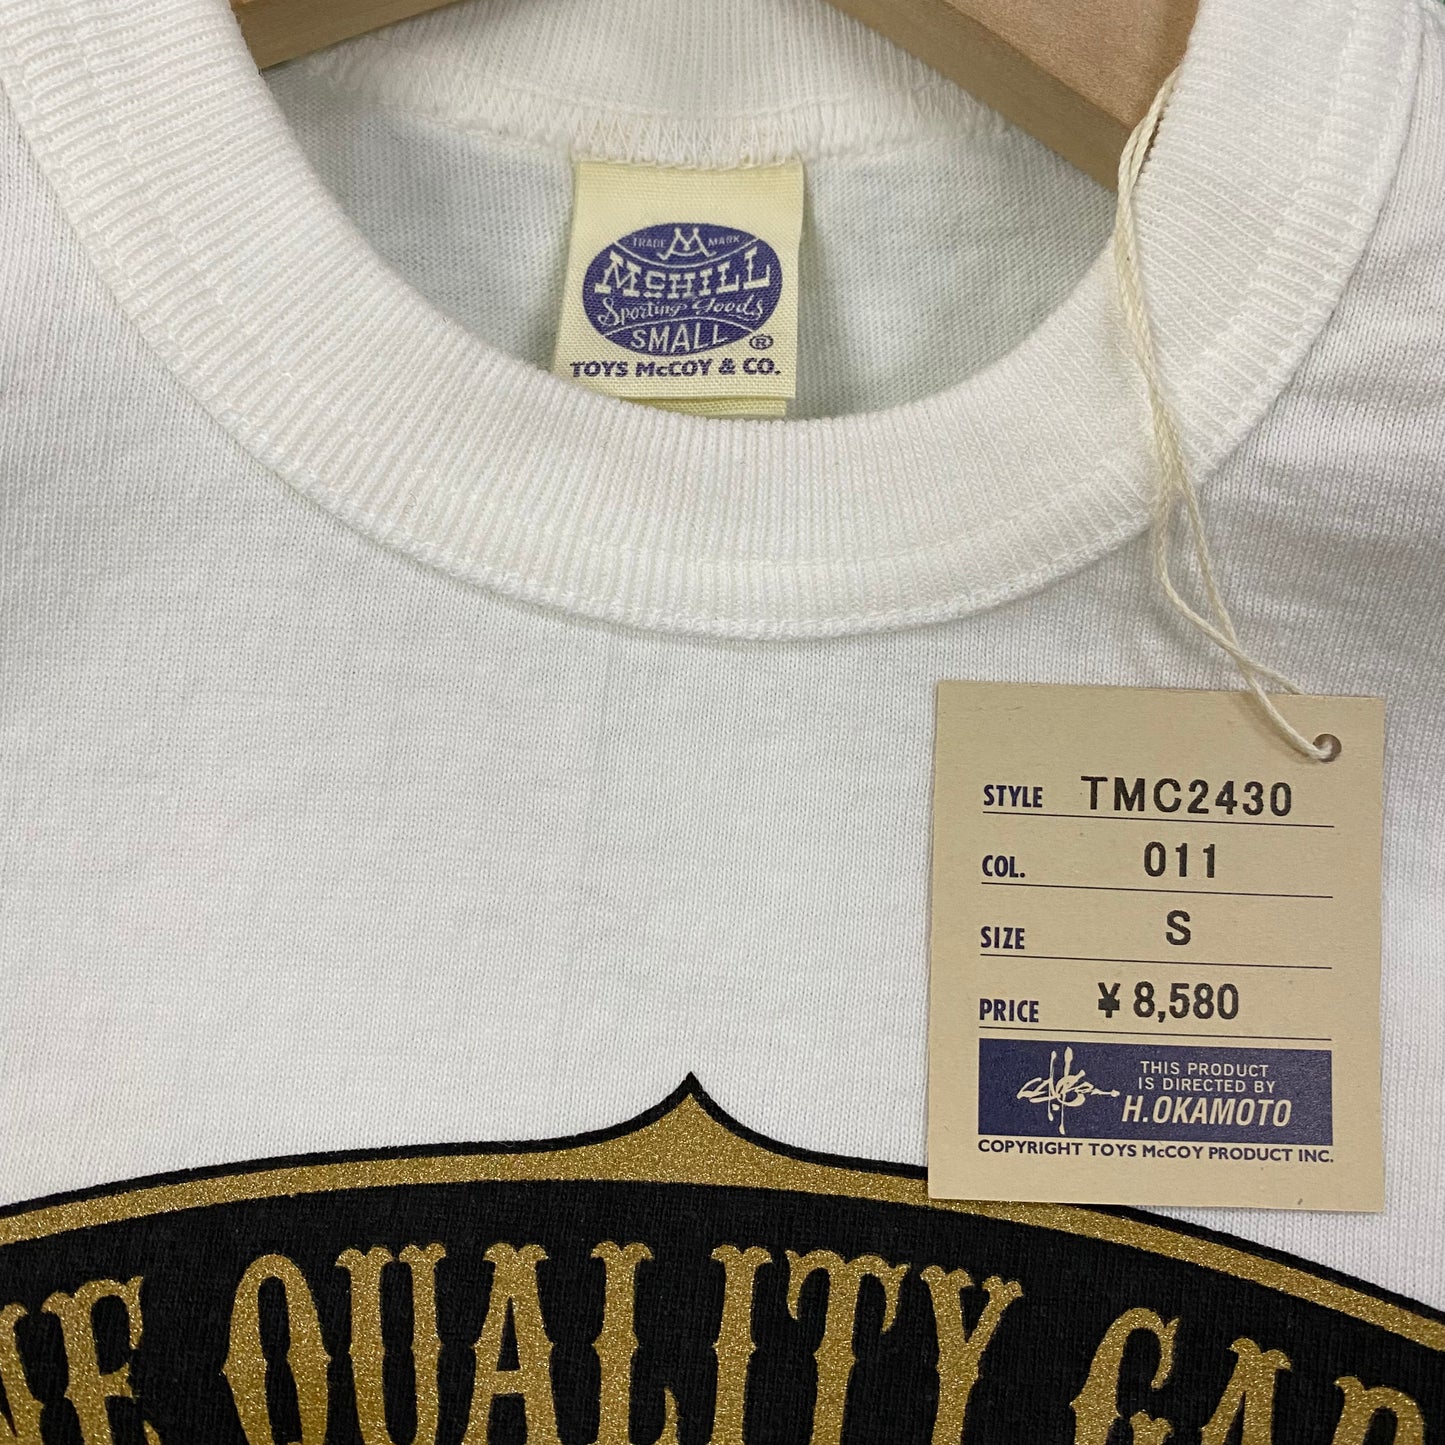 TRADE M MARK
McHILL
Sporting Goods
SMALL ®
TOYS McCOY & CO.
STYLE TMC2430
COL. 011
SIZE S
PRICE ¥8,580
THIS PRODUCT
IS DIRECTED BY
H.OKAMOTO
COPYRIGHT TOYS McCOY PRODUCT INC.
QUALITY